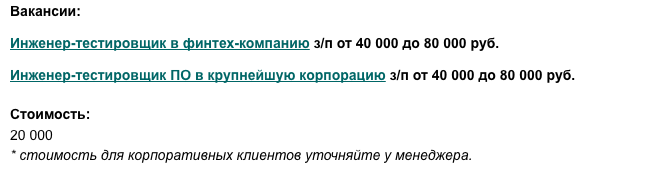 Вакансии:
Инженер-тестировщик в финтех-компанию з/п от 40 000 до 80 000 руб.
Инженер-тестировщик ПО в крупнейшую корпорацию з/п от 40 000 до 80 000 руб.
Стоимость:
20 000
* стоимость для корпоративных клиентов уточняйте у менеджера.